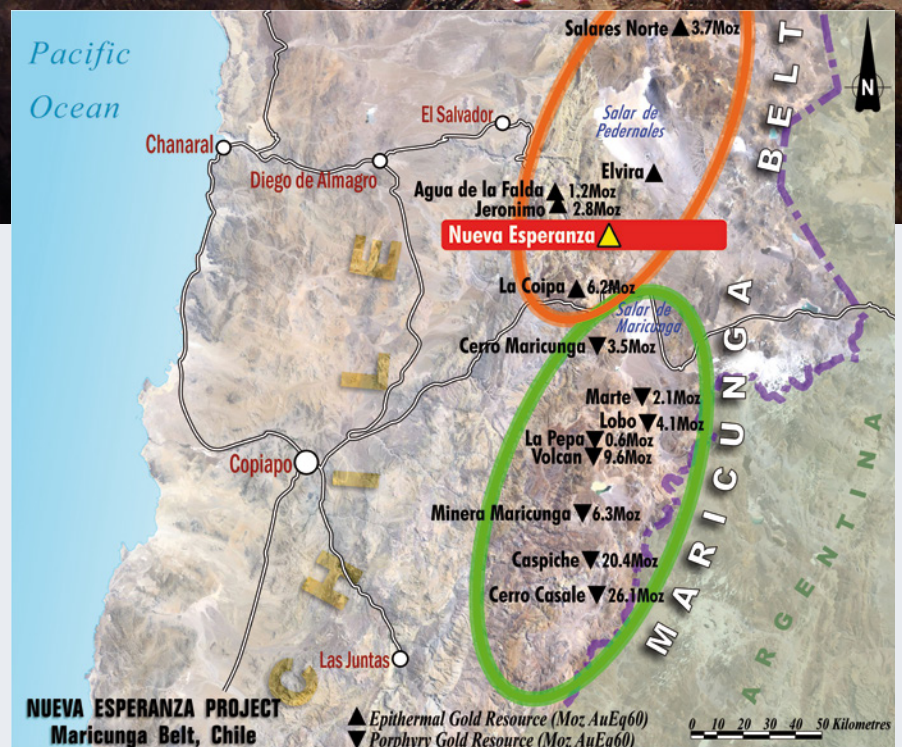 Pacific
Ocean
Salares Norte ▲ 3.7Moz
BELT
N
El Salvador
Salar de
Pedernales
Chanaral
Diego de Almagro
Elvira ▲
Agua de la Falda ▲ 1.2Moz
Jeronimo ▲ 2.8Moz
Nueva Esperanza ▲
La Coipa ▲ 6.2Moz
Salar de
Maricunga
Cerro Maricunga ▼ 3.5Moz
Marte ▼ 2.1Moz
Lobo ▼ 4.1Moz
La Pepa ▼ 0.6Moz
Volcan ▼ 9.6Moz
Copiapo
CHILE
MARICUNGA
ARGENTINA
Minera Maricunga ▼ 6.3Moz
Caspiche ▼ 20.4Moz
Cerro Casale ▼ 26.1Moz
Las Juntas
NUEVA ESPERANZA PROJECT
Maricunga Belt, Chile
▲ Epithermal Gold Resource (Moz AuEq60)
▼ Porphyry Gold Resource (Moz AuEq60)
0 10 20 30 40 50 Kilometres